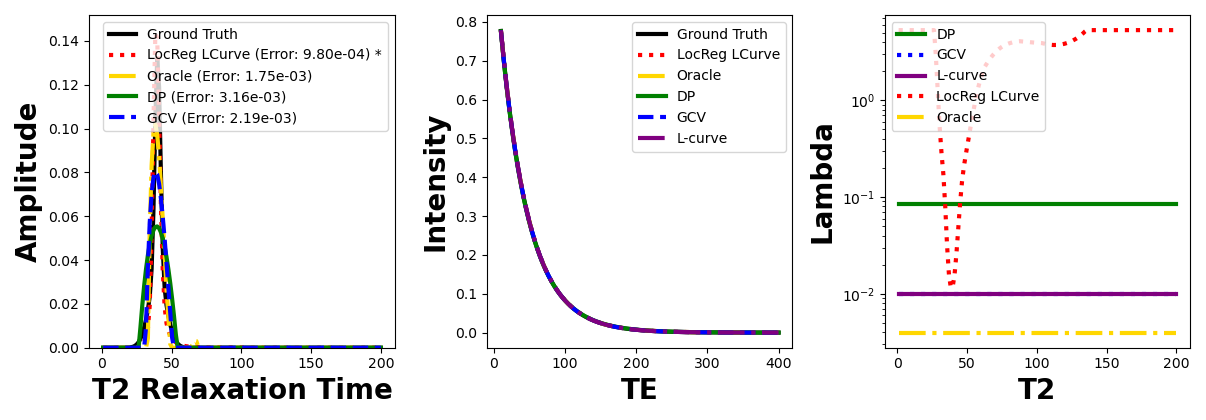 Amplitude
0.14
0.12
0.10
0.08
0.06
0.04
0.02
0.00
Ground Truth
LocReg LCurve (Error: 9.80e-04) *
Oracle (Error: 1.75e-03)
DP (Error: 3.16e-03)
GCV (Error: 2.19e-03)
0 50 100 150 200
T2 Relaxation Time
Intensity
0.8
0.7
0.6
0.5
0.4
0.3
0.2
0.1
0.0
Ground Truth
LocReg LCurve
Oracle
DP
GCV
L-curve
0 100 200 300 400
TE
Lambda
10⁰
10⁻¹
10⁻²
DP
GCV
L-curve
LocReg LCurve
Oracle
0 50 100 150 200
T2